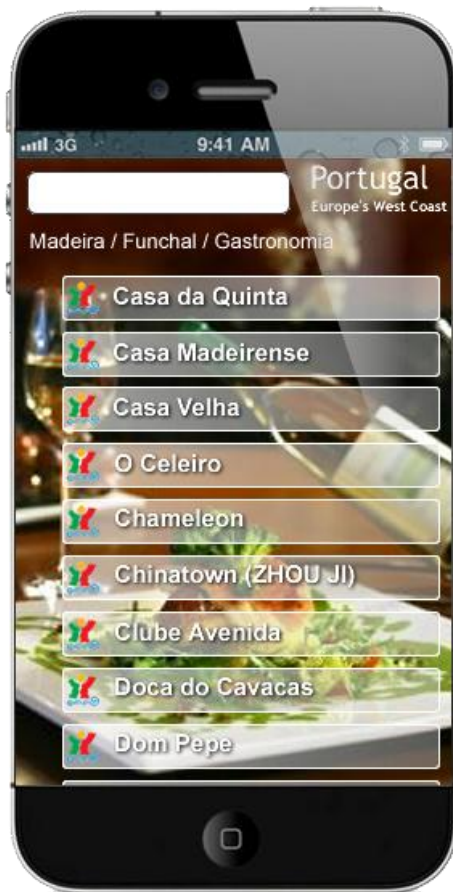 3G 9:41 AM
Portugal
Europe's West Coast
Madeira / Funchal / Gastronomia
Casa da Quinta
Casa Madeirense
Casa Velha
O Celeiro
Chameleon
Chinatown (ZHOU JI)
Clube Avenida
Doca do Cavacas
Dom Pepe